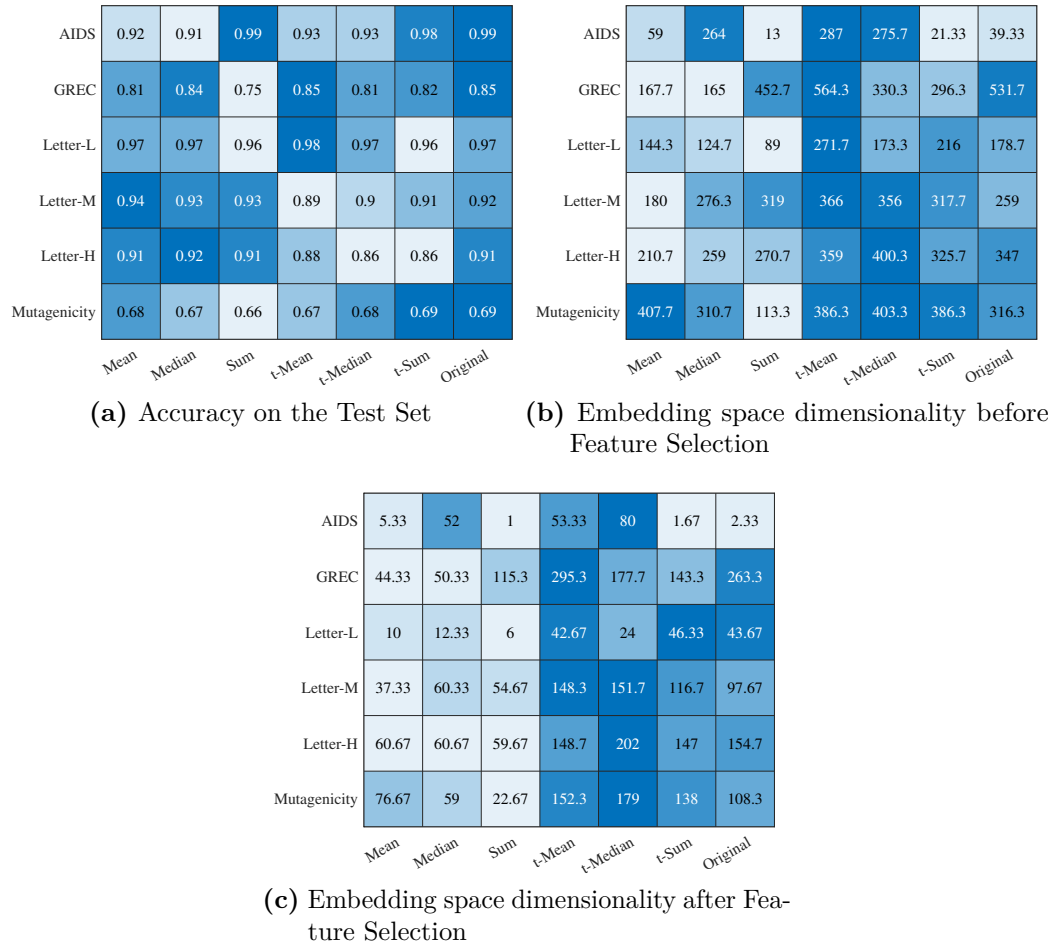 AIDS 0.92 0.91 0.99 0.93 0.93 0.98 0.99
GREC 0.81 0.84 0.75 0.85 0.81 0.82 0.85
Letter-L 0.97 0.97 0.96 0.98 0.97 0.96 0.97
Letter-M 0.94 0.93 0.93 0.89 0.9 0.91 0.92
Letter-H 0.91 0.92 0.91 0.88 0.86 0.86 0.91
Mutagenicity 0.68 0.67 0.66 0.67 0.68 0.69 0.69
Mean Median Sum t-Mean t-Median t-Sum Original
(a) Accuracy on the Test Set
AIDS 59 264 13 287 275.7 21.33 39.33
GREC 167.7 165 452.7 564.3 330.3 296.3 531.7
Letter-L 144.3 124.7 89 271.7 173.3 216 178.7
Letter-M 180 276.3 319 366 356 317.7 259
Letter-H 210.7 259 270.7 359 400.3 325.7 347
Mutagenicity 407.7 310.7 113.3 386.3 403.3 386.3 316.3
Mean Median Sum t-Mean t-Median t-Sum Original
(b) Embedding space dimensionality before
Feature Selection
AIDS 5.33 52 1 53.33 80 1.67 2.33
GREC 44.33 50.33 115.3 295.3 177.7 143.3 263.3
Letter-L 10 12.33 6 42.67 24 46.33 43.67
Letter-M 37.33 60.33 54.67 148.3 151.7 116.7 97.67
Letter-H 60.67 60.67 59.67 148.7 202 147 154.7
Mutagenicity 76.67 59 22.67 152.3 179 138 108.3
Mean Median Sum t-Mean t-Median t-Sum Original
(c) Embedding space dimensionality after Fea-
ture Selection